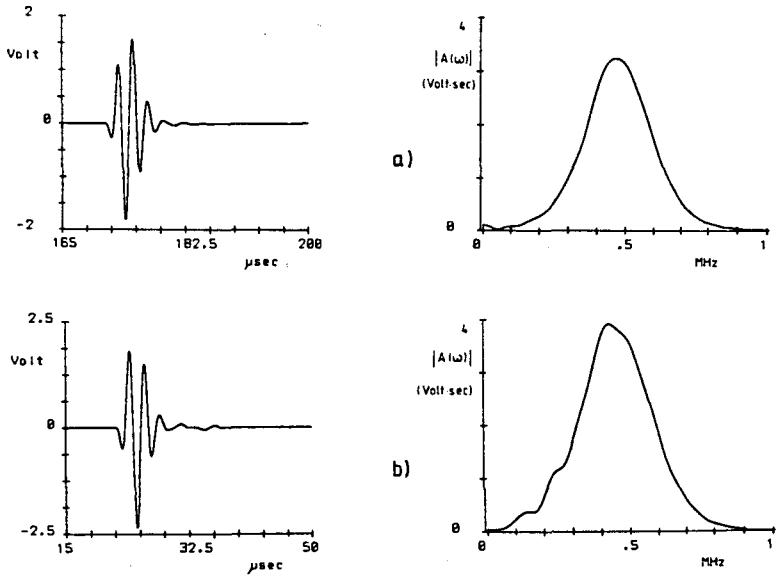 2
Volt
0
-2
165 182.5 200
µsec
a)
4
|A(ω)|
(Volt-sec)
0
0 .5 1
MHz
2.5
Volt
0
-2.5
15 32.5 50
µsec
b)
4
|A(ω)|
(Volt-sec)
0
0 .5 1
MHz